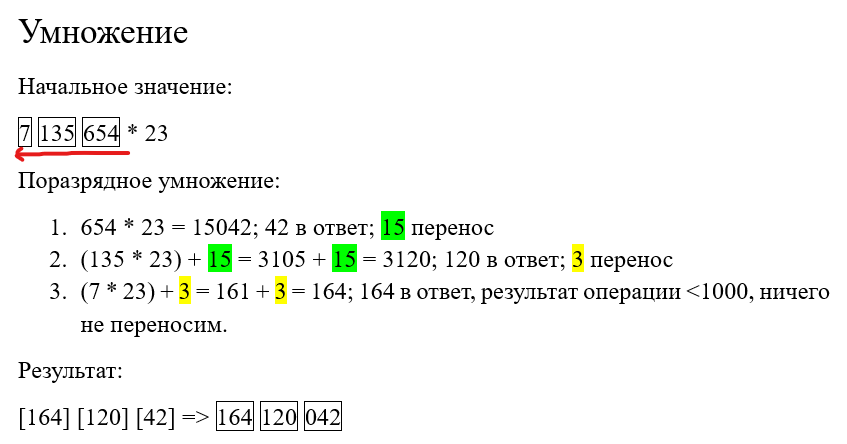 Умножение
Начальное значение:
7 135 654 * 23
Поразрядное умножение:
1. 654 * 23 = 15042; 42 в ответ; 15 перенос
2. (135 * 23) + 15 = 3105 + 15 = 3120; 120 в ответ; 3 перенос
3. (7 * 23) + 3 = 161 + 3 = 164; 164 в ответ, результат операции <1000, ничего
не переносим.
Результат:
[164] [120] [42] => 164 120 042